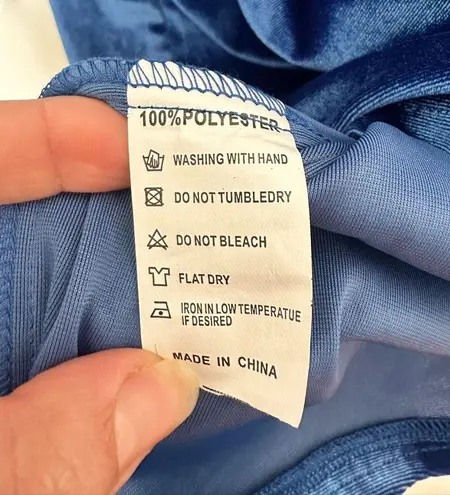 100%POLYESTER
WASHING WITH HAND
DO NOT TUMBLEDRY
DO NOT BLEACH
FLAT DRY
IRON IN LOW TEMPERATUE
IF DESIRED
MADE IN CHINA